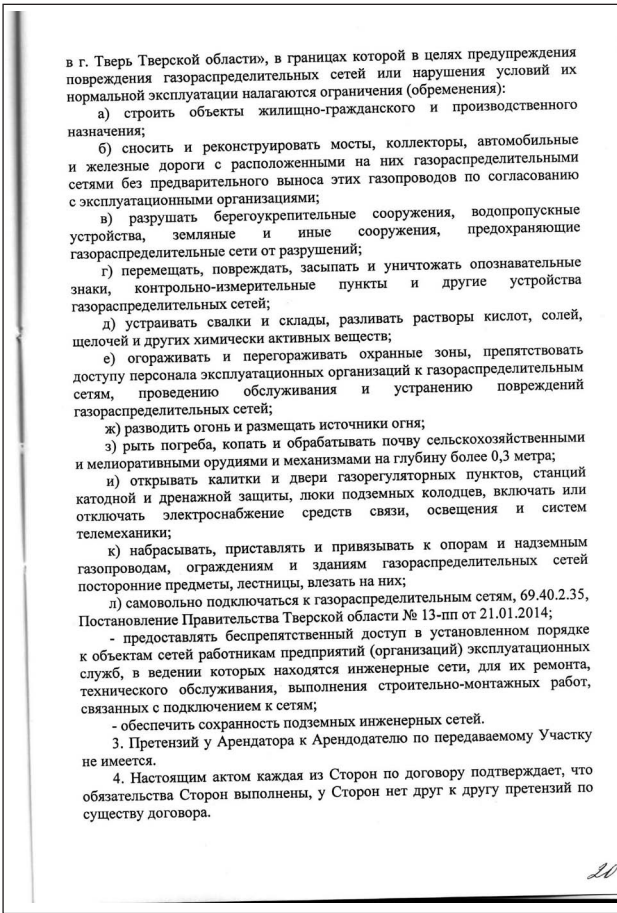 в г. Тверь Тверской области», в границах которой в целях предупреждения
повреждения газораспределительных сетей или нарушения условий их
нормальной эксплуатации налагаются ограничения (обременения):
а) строить объекты жилищно-гражданского и производственного
назначения;
б) сносить и реконструировать мосты, коллекторы, автомобильные
и железные дороги с расположенными на них газораспределительными
сетями без предварительного выноса этих газопроводов по согласованию
с эксплуатационными организациями;
в) разрушать берегоукрепительные сооружения, водопропускные
устройства, земляные и иные сооружения, предохраняющие
газораспределительные сети от разрушений;
г) перемещать, повреждать, засыпать и уничтожать опознавательные
знаки, контрольно-измерительные пункты и другие устройства
газораспределительных сетей;
д) устраивать свалки и склады, разливать растворы кислот, солей,
щелочей и других химически активных веществ;
е) огораживать и перегораживать охранные зоны, препятствовать
доступу персонала эксплуатационных организаций к газораспределительным
сетям, проведению обслуживания и устранению повреждений
газораспределительных сетей;
ж) разводить огонь и размещать источники огня;
з) рыть погреба, копать и обрабатывать почву сельскохозяйственными
и мелиоративными орудиями и механизмами на глубину более 0,3 метра;
и) открывать калитки и двери газорегуляторных пунктов, станций
катодной и дренажной защиты, люки подземных колодцев, включать или
отключать электроснабжение средств связи, освещения и систем
телемеханики;
к) набрасывать, приставлять и привязывать к опорам и надземным
газопроводам, ограждениям и зданиям газораспределительных сетей
посторонние предметы, лестницы, влезать на них;
л) самовольно подключаться к газораспределительным сетям, 69.40.2.35,
Постановление Правительства Тверской области № 13-пп от 21.01.2014;
- предоставлять беспрепятственный доступ в установленном порядке
к объектам сетей работникам предприятий (организаций) эксплуатационных
служб, в ведении которых находятся инженерные сети, для их ремонта,
технического обслуживания, выполнения строительно-монтажных работ,
связанных с подключением к сетям;
- обеспечить сохранность подземных инженерных сетей.
3. Претензий у Арендатора к Арендодателю по передаваемому Участку
не имеется.
4. Настоящим актом каждая из Сторон по договору подтверждает, что
обязательства Сторон выполнены, у Сторон нет друг к другу претензий по
существу договора.
20